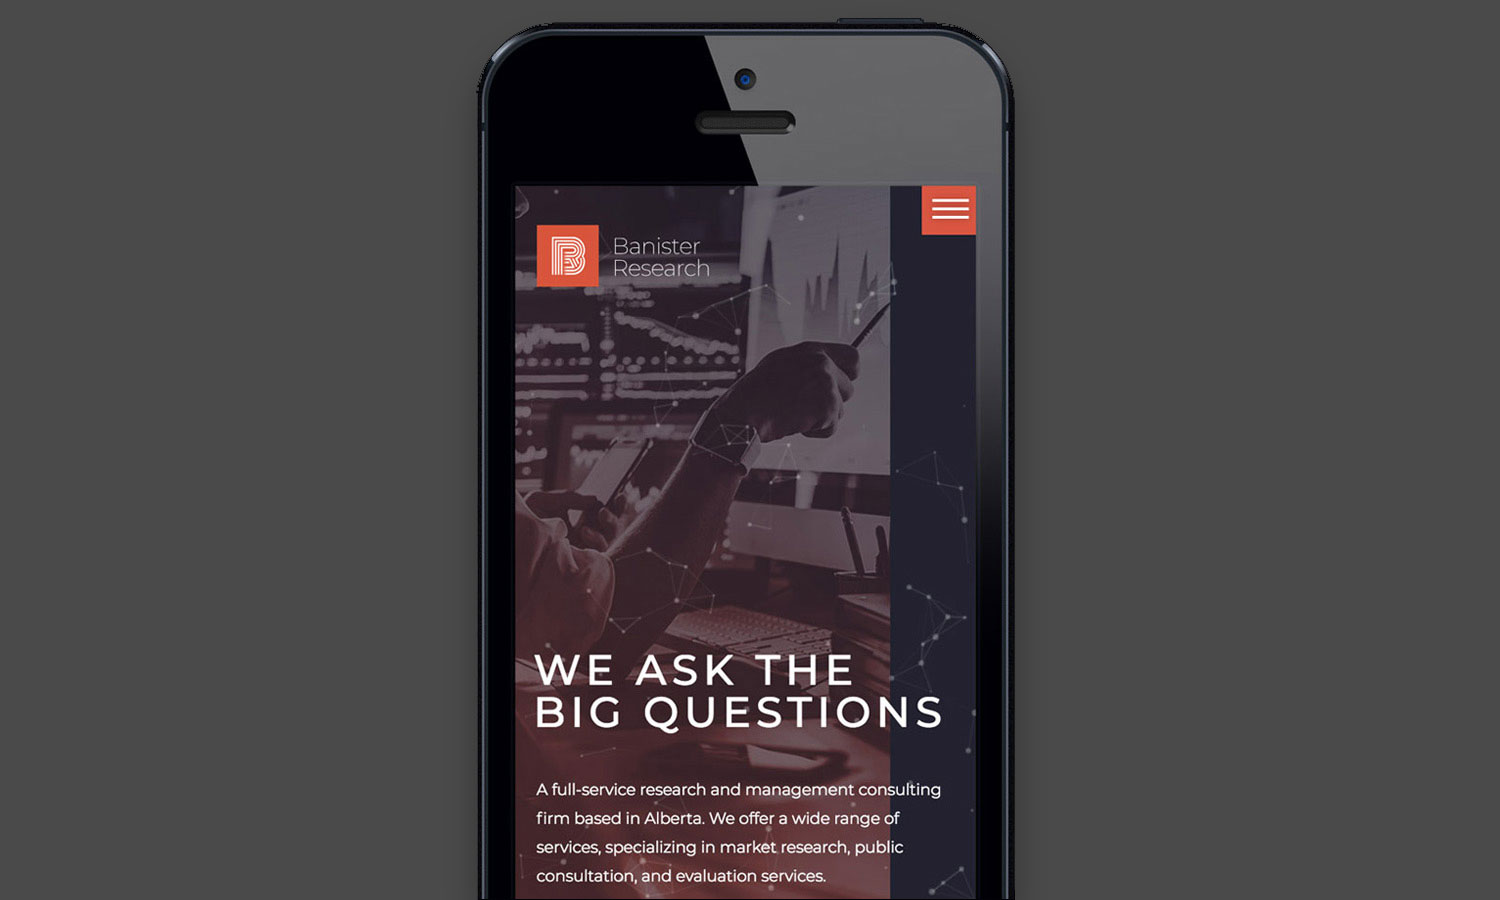 Banister
Research
WE ASK THE
BIG QUESTIONS
A full-service research and management consulting
firm based in Alberta. We offer a wide range of
services, specializing in market research, public
consultation, and evaluation services.